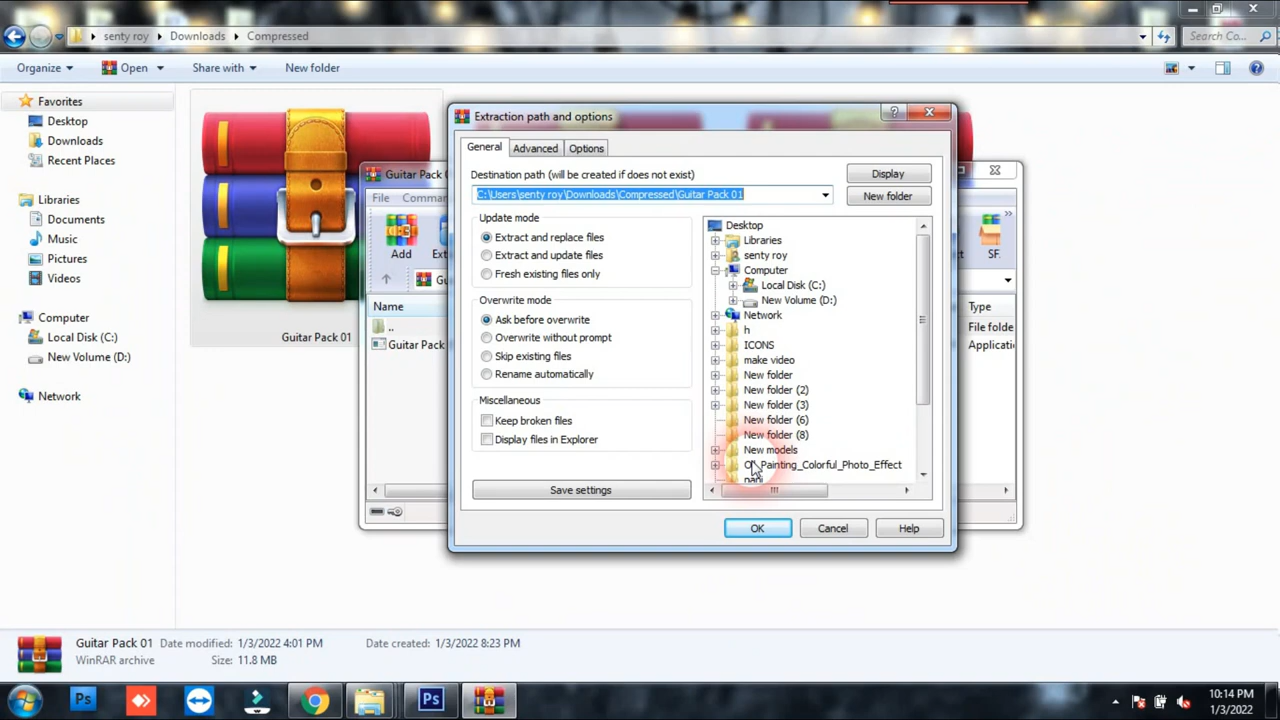 senty roy
Downloads
Compressed
Search Co...
Organize
Open
Share with
New folder
Favorites
Desktop
Downloads
Recent Places
Libraries
Documents
Music
Pictures
Videos
Computer
Local Disk (C:)
New Volume (D:)
Network
Guitar Pack 01
Guitar Pack 0
File
Comman
Add
Ext
Gu
Name
..
Guitar Pack
SF
Type
File folde
Applicati
Extraction path and options
General
Advanced
Options
Destination path (will be created if does not exist)
C:\Users\senty roy\Downloads\Compressed\Guitar Pack 01
Display
New folder
Update mode
Extract and replace files
Extract and update files
Fresh existing files only
Overwrite mode
Ask before overwrite
Overwrite without prompt
Skip existing files
Rename automatically
Miscellaneous
Keep broken files
Display files in Explorer
Save settings
Desktop
Libraries
senty roy
Computer
Local Disk (C:)
New Volume (D:)
Network
h
ICONS
make video
New folder
New folder (2)
New folder (3)
New folder (6)
New folder (8)
New models
Painting_Colorful_Photo_Effect
OK
Cancel
Help
Guitar Pack 01
Date modified: 1/3/2022 4:01 PM
Date created: 1/3/2022 8:23 PM
WinRAR archive
Size: 11.8 MB
Ps
Ps
10:14 PM
1/3/2022